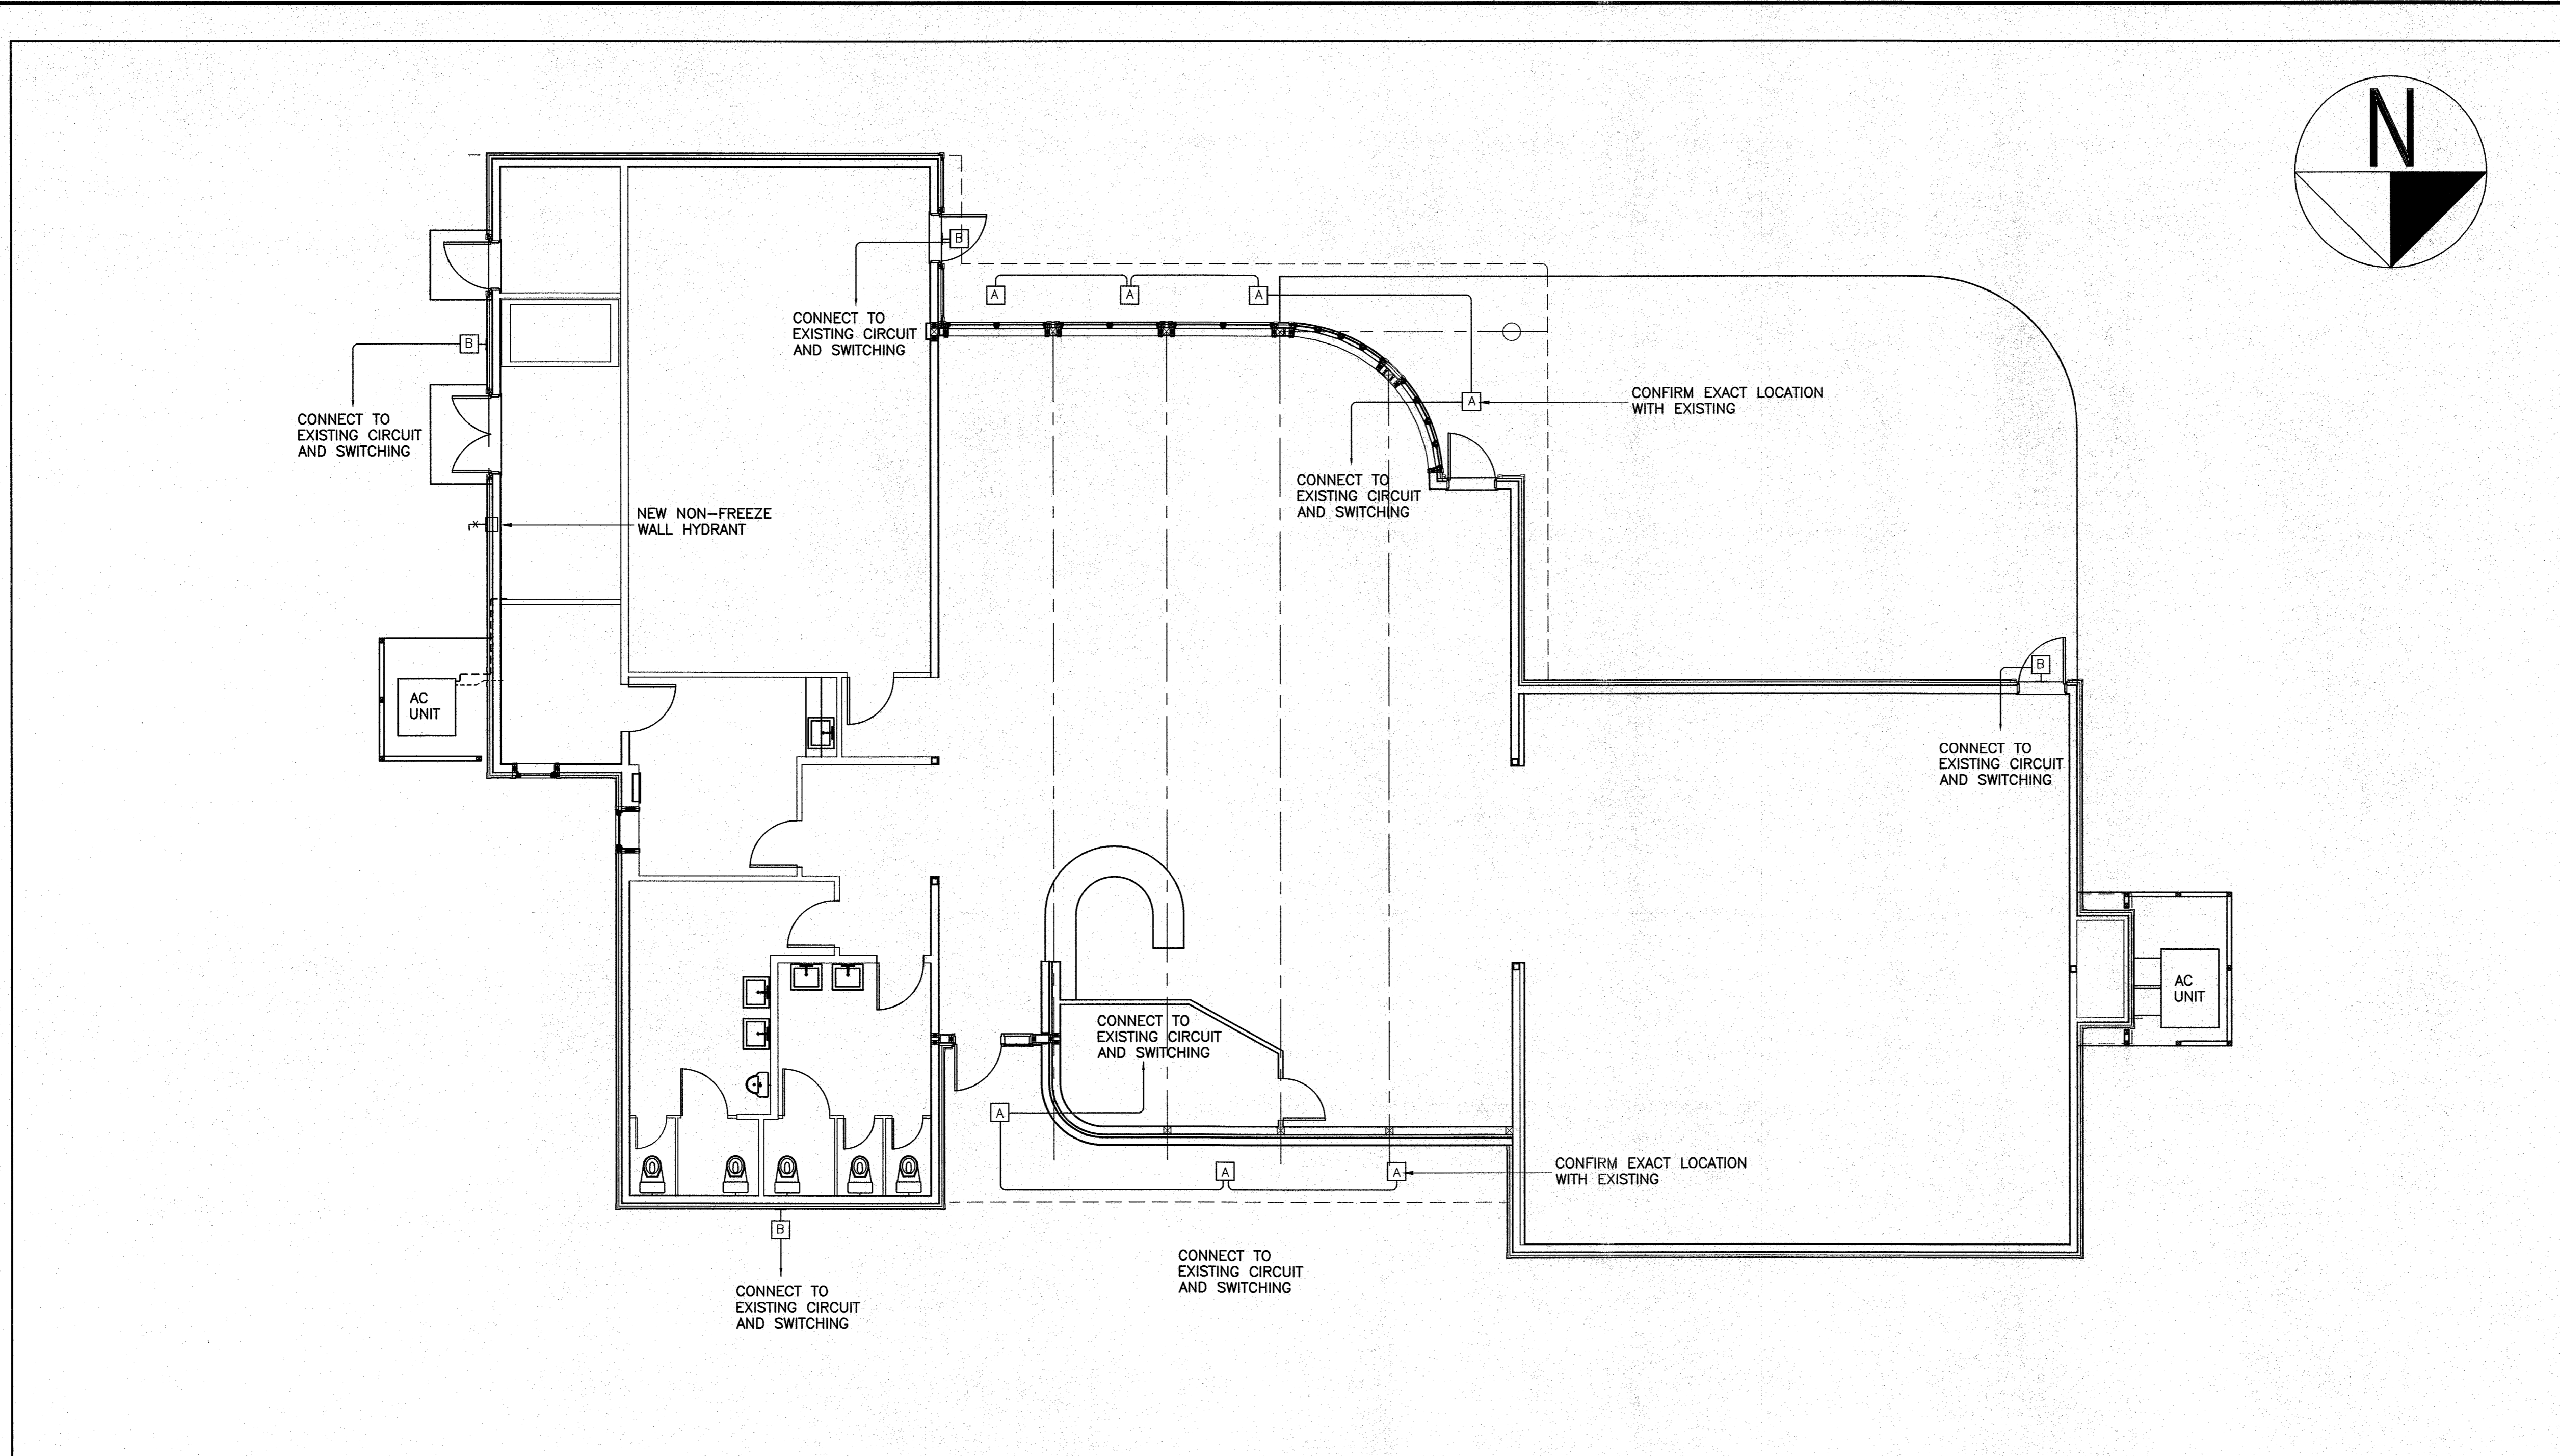 N
B
CONNECT TO
EXISTING CIRCUIT
AND SWITCHING
A
A
A
B
CONNECT TO
EXISTING CIRCUIT
AND SWITCHING
A
CONFIRM EXACT LOCATION
WITH EXISTING
CONNECT TO
EXISTING CIRCUIT
AND SWITCHING
NEW NON-FREEZE
WALL HYDRANT
AC
UNIT
B
CONNECT TO
EXISTING CIRCUIT
AND SWITCHING
AC
UNIT
CONNECT TO
EXISTING CIRCUIT
AND SWITCHING
A
A
A
CONFIRM EXACT LOCATION
WITH EXISTING
B
CONNECT TO
EXISTING CIRCUIT
AND SWITCHING
CONNECT TO
EXISTING CIRCUIT
AND SWITCHING